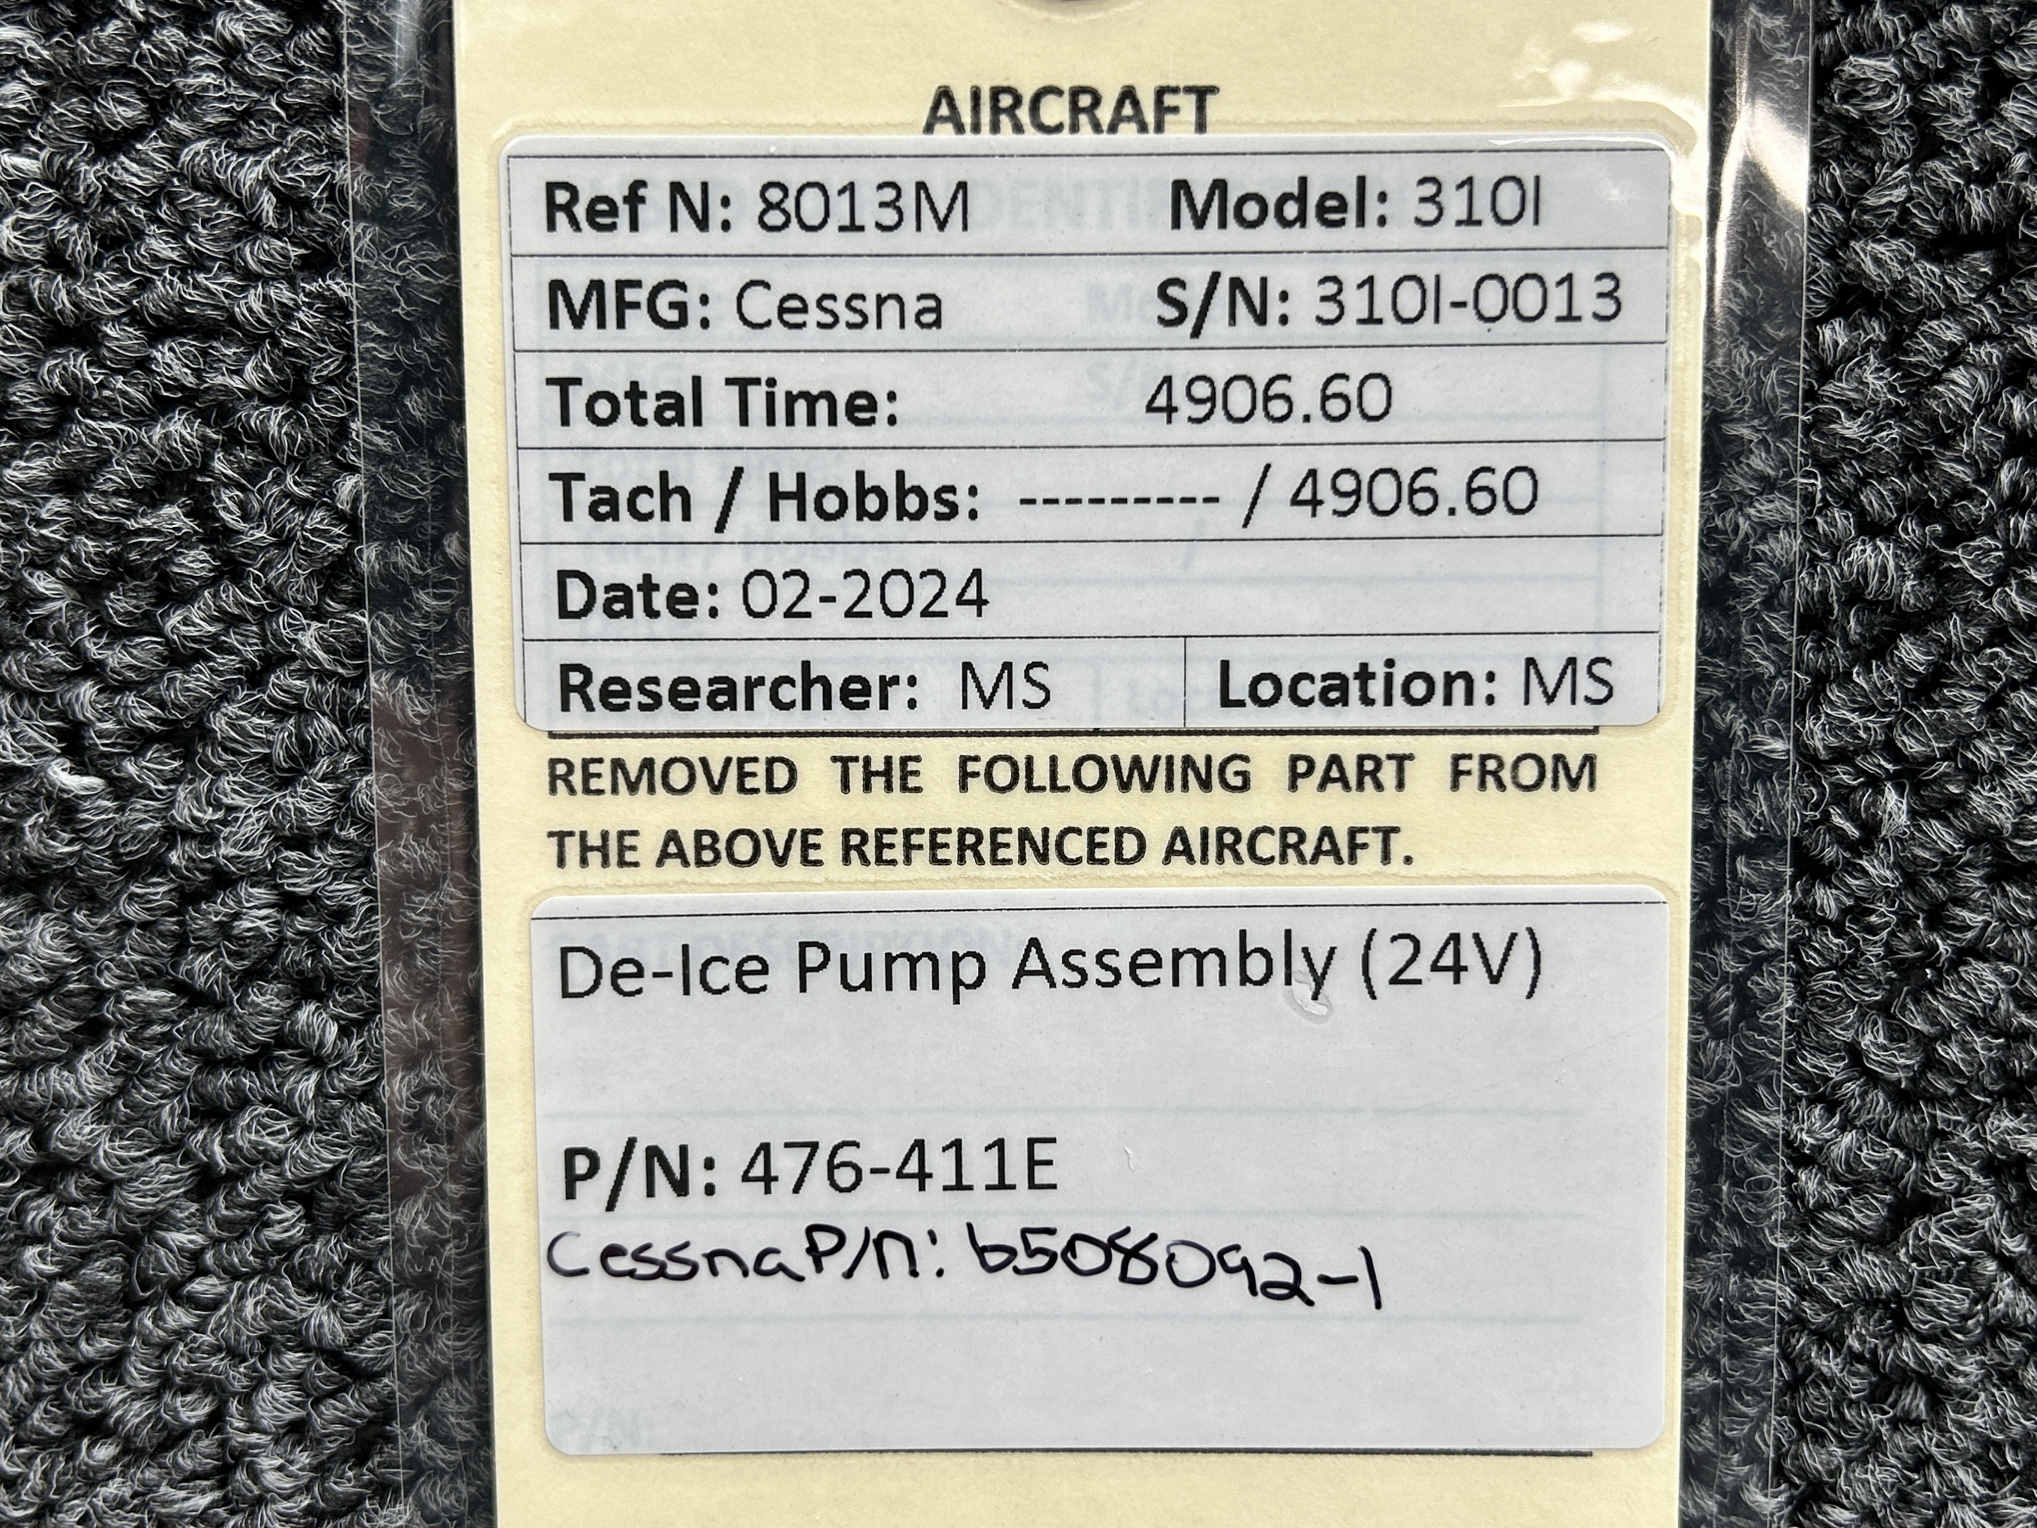 AIRCRAFT
Ref N: 8013M Model: 310I
MFG: Cessna S/N: 310I-0013
Total Time: 4906.60
Tach / Hobbs: --------- / 4906.60
Date: 02-2024
Researcher: MS Location: MS
REMOVED THE FOLLOWING PART FROM
THE ABOVE REFERENCED AIRCRAFT.
De-Ice Pump Assembly (24V)
P/N: 476-411E
Cessna P/n: b508092-1
P/N: